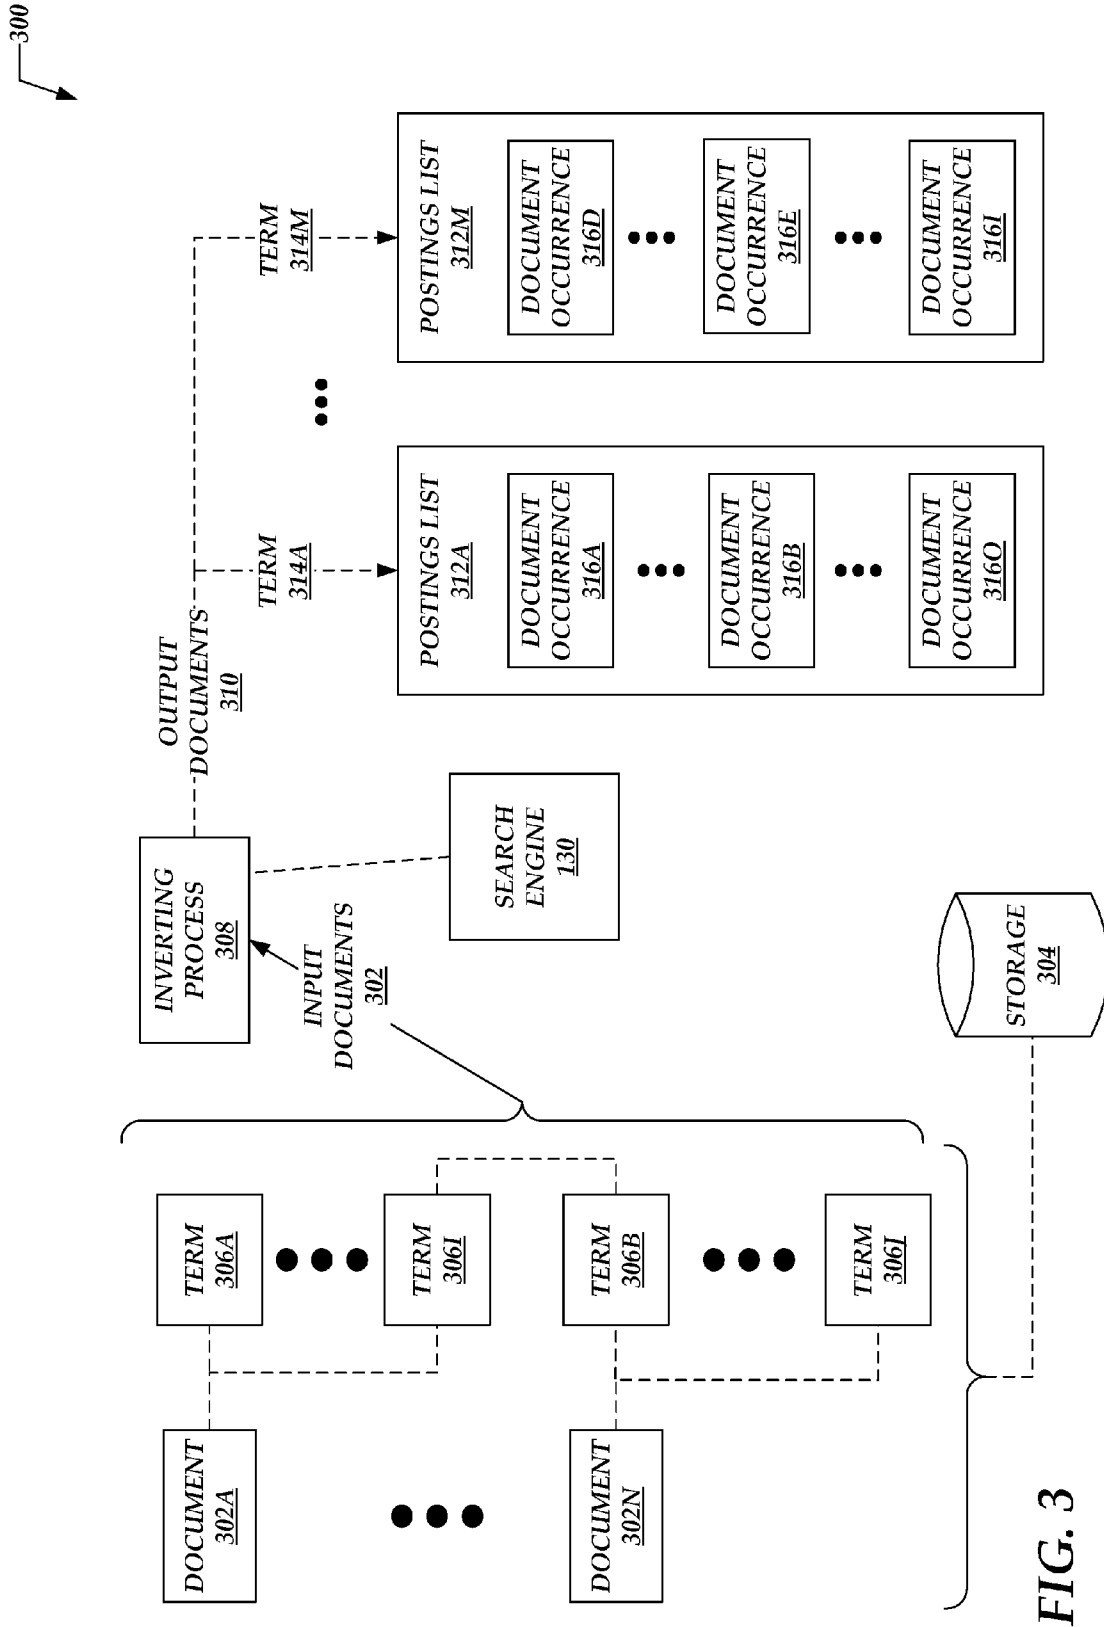 300
DOCUMENT
302A
DOCUMENT
302N
TERM
306A
TERM
306I
TERM
306B
TERM
306J
STORAGE
304
INPUT
DOCUMENTS
302
INVERTING
PROCESS
308
SEARCH
ENGINE
130
OUTPUT
DOCUMENTS
310
TERM
314A
POSTINGS LIST
312A
DOCUMENT
OCCURRENCE
316A
DOCUMENT
OCCURRENCE
316B
DOCUMENT
OCCURRENCE
316O
TERM
314M
POSTINGS LIST
312M
DOCUMENT
OCCURRENCE
316D
DOCUMENT
OCCURRENCE
316E
DOCUMENT
OCCURRENCE
316I
FIG. 3